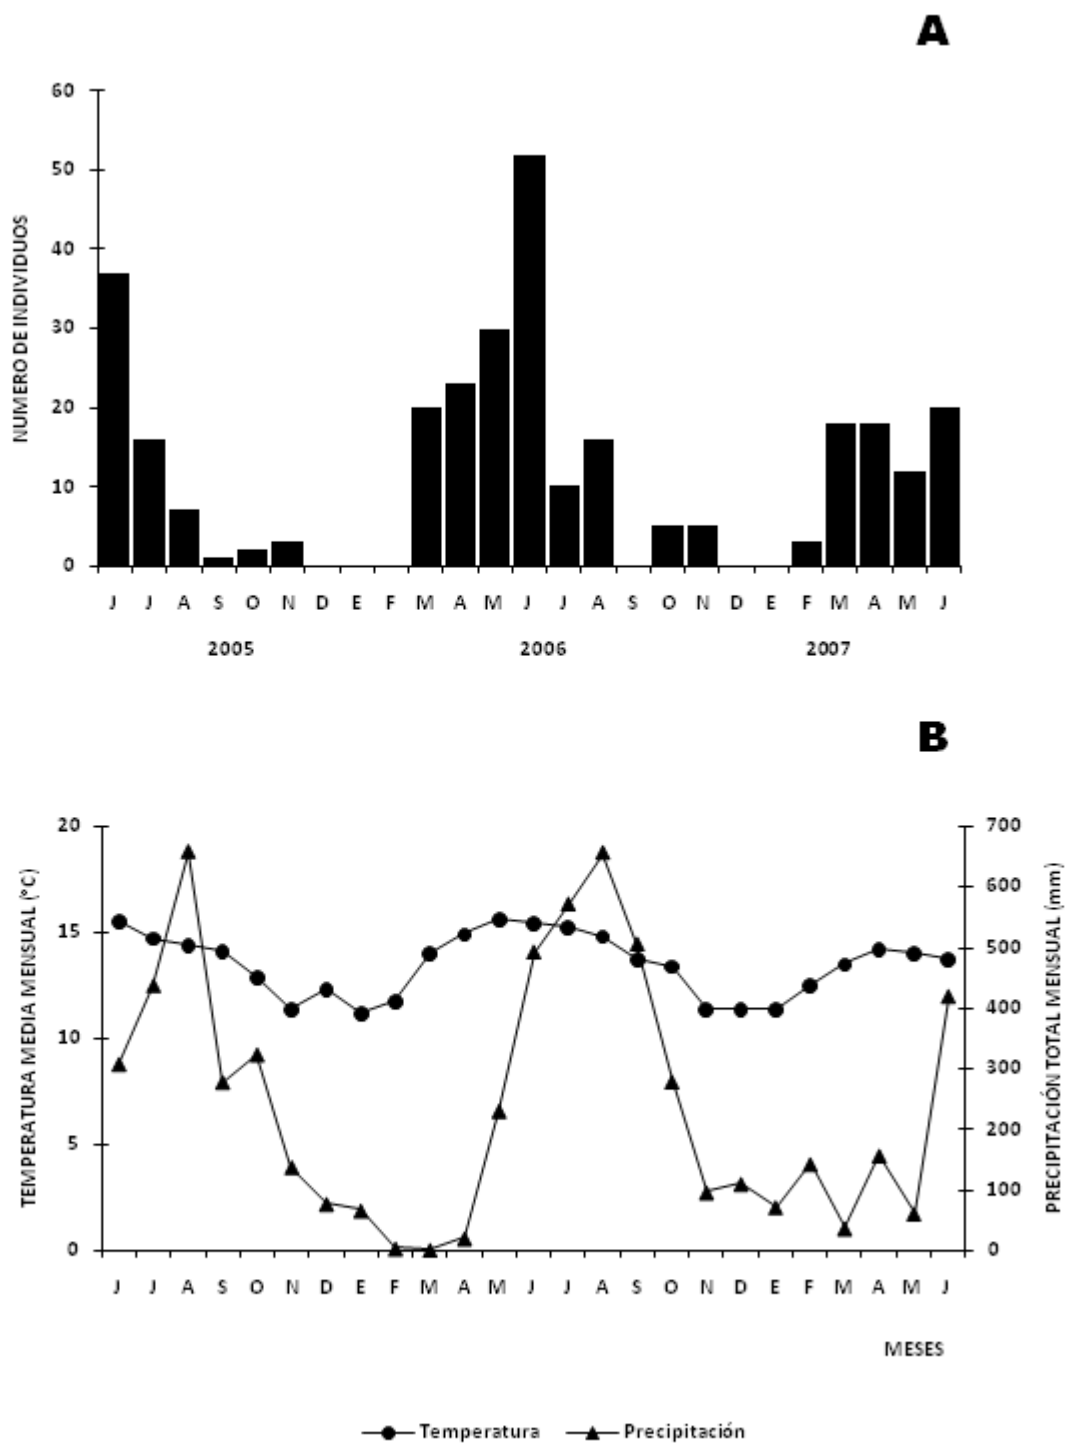 A
NUMERO DE INDIVIDUOS
60
50
40
30
20
10
0
J J A S O N D E F M A M J J A S O N D E F M A M J
2005 2006 2007
B
TEMPERATURA MEDIA MENSUAL (°C)
20
15
10
5
0
PRECIPITACIÓN TOTAL MENSUAL (mm)
700
600
500
400
300
200
100
0
J J A S O N D E F M A M J J A S O N D E F M A M J
MESES
Temperatura Precipitación